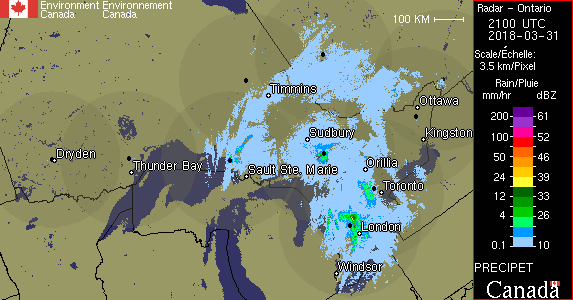 Environment Environnement
Canada Canada
100 KM
Radar - Ontario
2100 UTC
2018-03-31
Scale/Échelle:
3.5 km/Pixel
Rain/Pluie
mm/hr dBZ
200 61
100 52
50 46
24 39
12 33
4 26
0.1 10
PRECIPET
Canada
Timmins
Ottawa
Sudbury
Kingston
Dryden
Thunder Bay
Sault Ste. Marie
Orillia
Toronto
London
Windsor